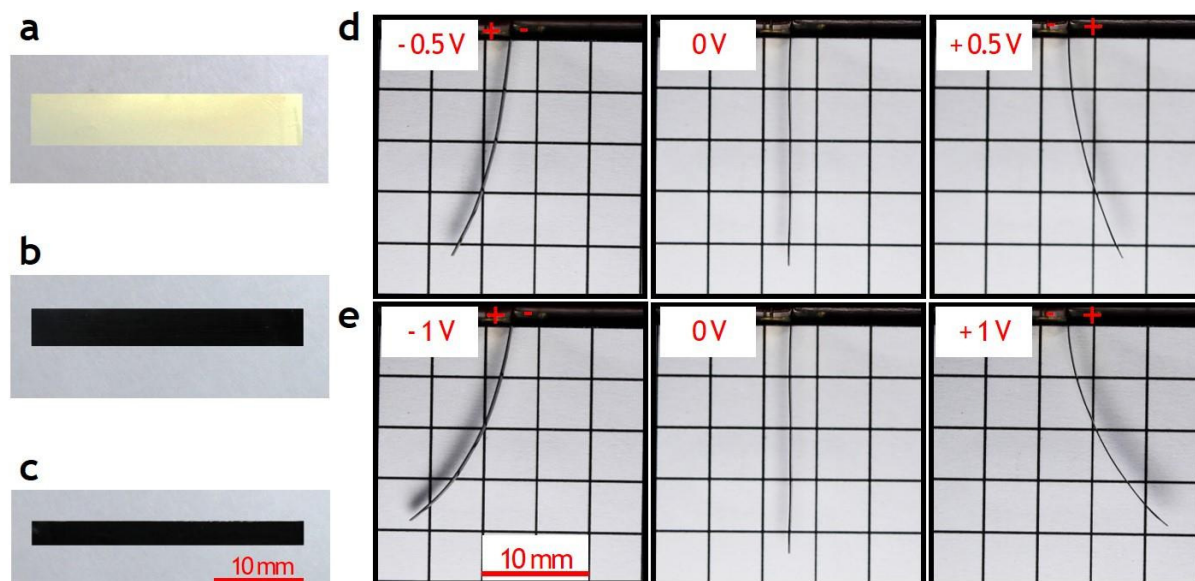 a
b
c
10 mm
d
- 0.5 V
+ -
0 V
+ 0.5 V
- +
e
- 1 V
+ -
0 V
+ 1 V
- +
10 mm